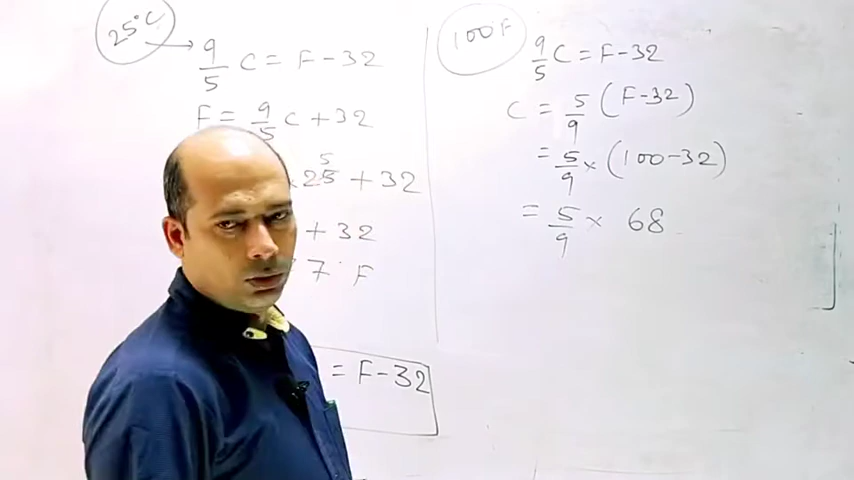 25°C → 9/5 C = F - 32
F = 9/5 C + 32
25 5 + 32
+ 32
7° F
= F - 32
100 F
9/5 C = F - 32
C = 5/9 (F - 32)
= 5/9 × (100 - 32)
= 5/9 × 68